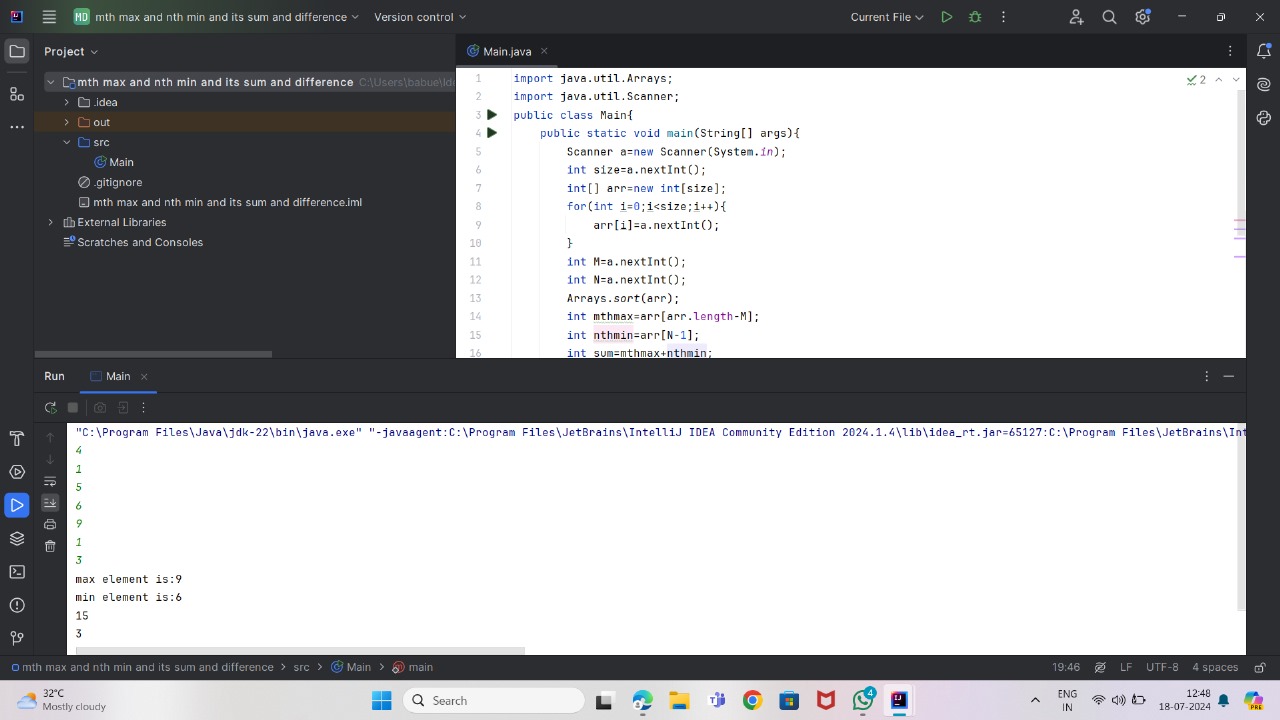 MD mth max and nth min and its sum and difference Version control Current File
Project
Main.java
mth max and nth min and its sum and difference C:\Users\babue\Ide
.idea
out
src
Main
.gitignore
mth max and nth min and its sum and difference.iml
External Libraries
Scratches and Consoles
2
1 import java.util.Arrays;
2 import java.util.Scanner;
3 public class Main{
4 public static void main(String[] args){
5 Scanner a=new Scanner(System.in);
6 int size=a.nextInt();
7 int[] arr=new int[size];
8 for(int i=0;i<size;i++){
9 arr[i]=a.nextInt();
10 }
11 int M=a.nextInt();
12 int N=a.nextInt();
13 Arrays.sort(arr);
14 int mthmax=arr[arr.length-M];
15 int nthmin=arr[N-1];
16 int sum=mthmax+nthmin;
Run Main
"C:\Program Files\Java\jdk-22\bin\java.exe" "-javaagent:C:\Program Files\JetBrains\IntelliJ IDEA Community Edition 2024.1.4\lib\idea_rt.jar=65127:C:\Program Files\JetBrains\Int
4
1
5
6
9
1
3
max element is:9
min element is:6
15
3
mth max and nth min and its sum and difference > src > Main > main 19:46 LF UTF-8 4 spaces
32°C
Mostly cloudy
Search
4
ENG
IN
12:48
18-07-2024
PRE